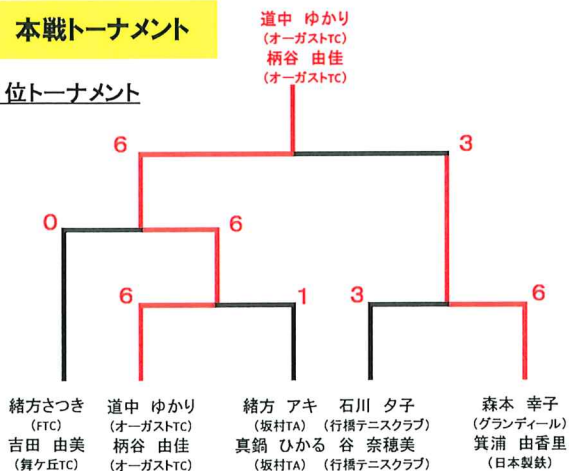 本戦トーナメント
道中 ゆかり
(オーガストTC)
柄谷 由佳
(オーガストTC)
位トーナメント
6 3
0 6
6 1 3 6
緒方さつき 道中 ゆかり 緒方 アキ 石川 夕子 森本 幸子
(FTC) (オーガストTC) (坂村TA) (行橋テニスクラブ) (グランディール)
吉田 由美 柄谷 由佳 真鍋 ひかる 谷 奈穂美 箕浦 由香里
(舞ケ丘TC) (オーガストTC) (坂村TA) (行橋テニスクラブ) (日本製鉄)